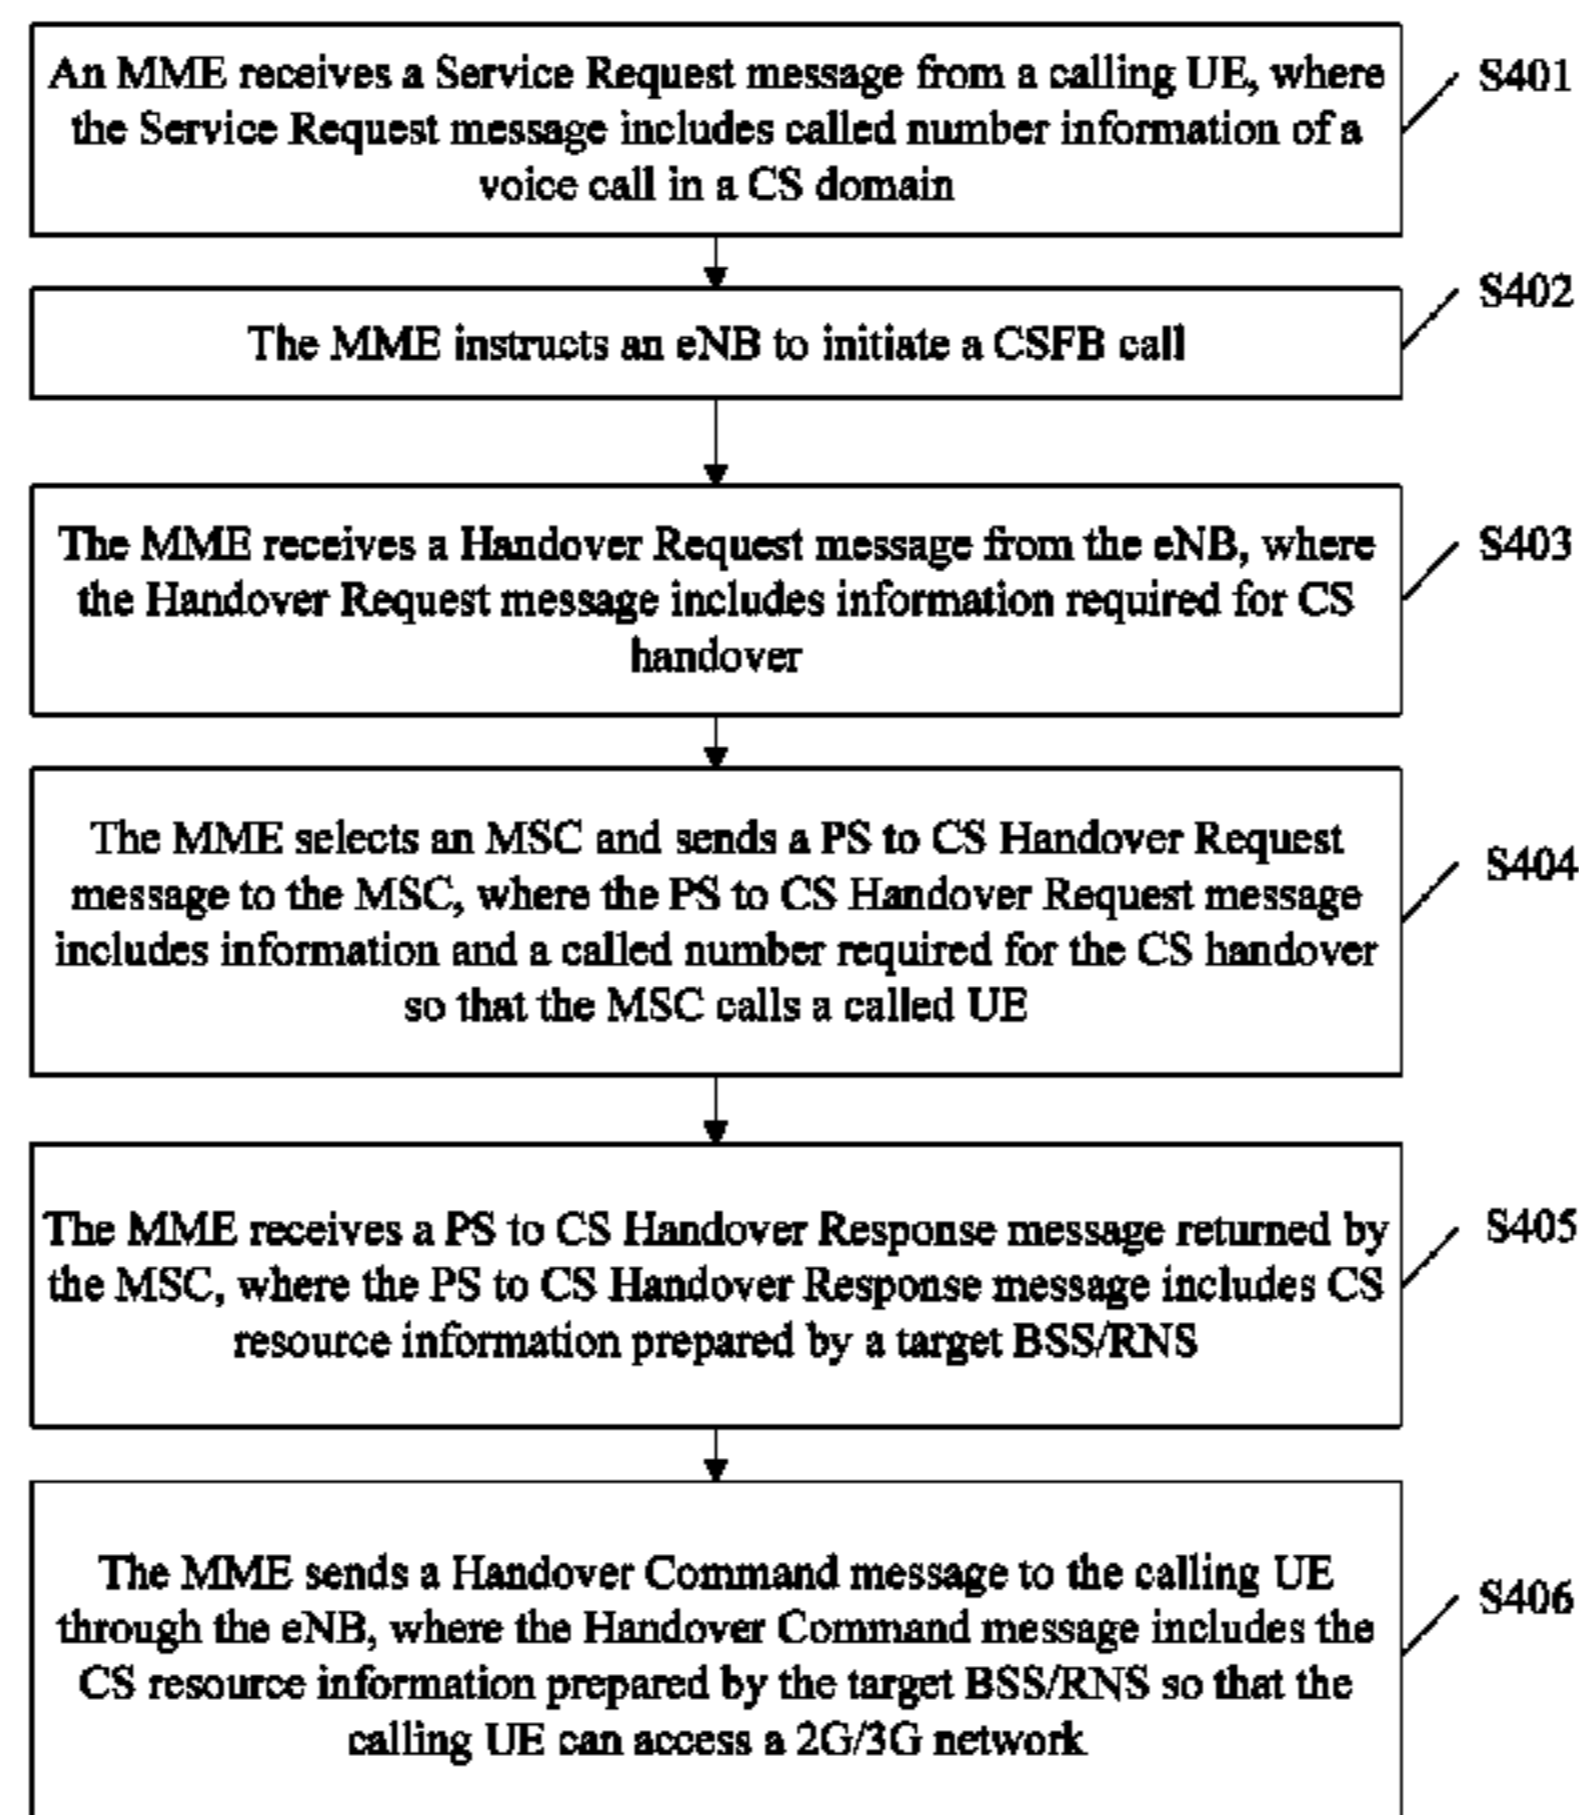 An MME receives a Service Request message from a calling UE, where
the Service Request message includes called number information of a
voice call in a CS domain
S401
The MME instructs an eNB to initiate a CSFB call
S402
The MME receives a Handover Request message from the eNB, where
the Handover Request message includes information required for CS
handover
S403
The MME selects an MSC and sends a PS to CS Handover Request
message to the MSC, where the PS to CS Handover Request message
includes information and a called number required for the CS handover
so that the MSC calls a called UE
S404
The MME receives a PS to CS Handover Response message returned by
the MSC, where the PS to CS Handover Response message includes CS
resource information prepared by a target BSS/RNS
S405
The MME sends a Handover Command message to the calling UE
through the eNB, where the Handover Command message includes the
CS resource information prepared by the target BSS/RNS so that the
calling UE can access a 2G/3G network
S406